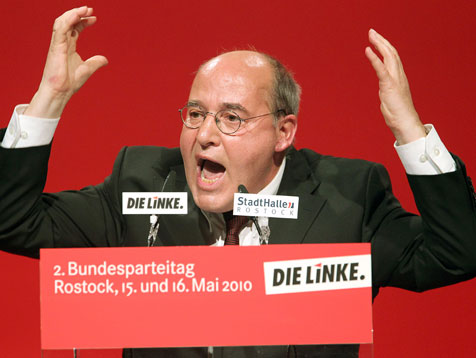 DIE LINKE.
StadtHalle
ROSTOCK
2. Bundesparteitag
Rostock, 15. und 16. Mai 2010
DIE LINKE.